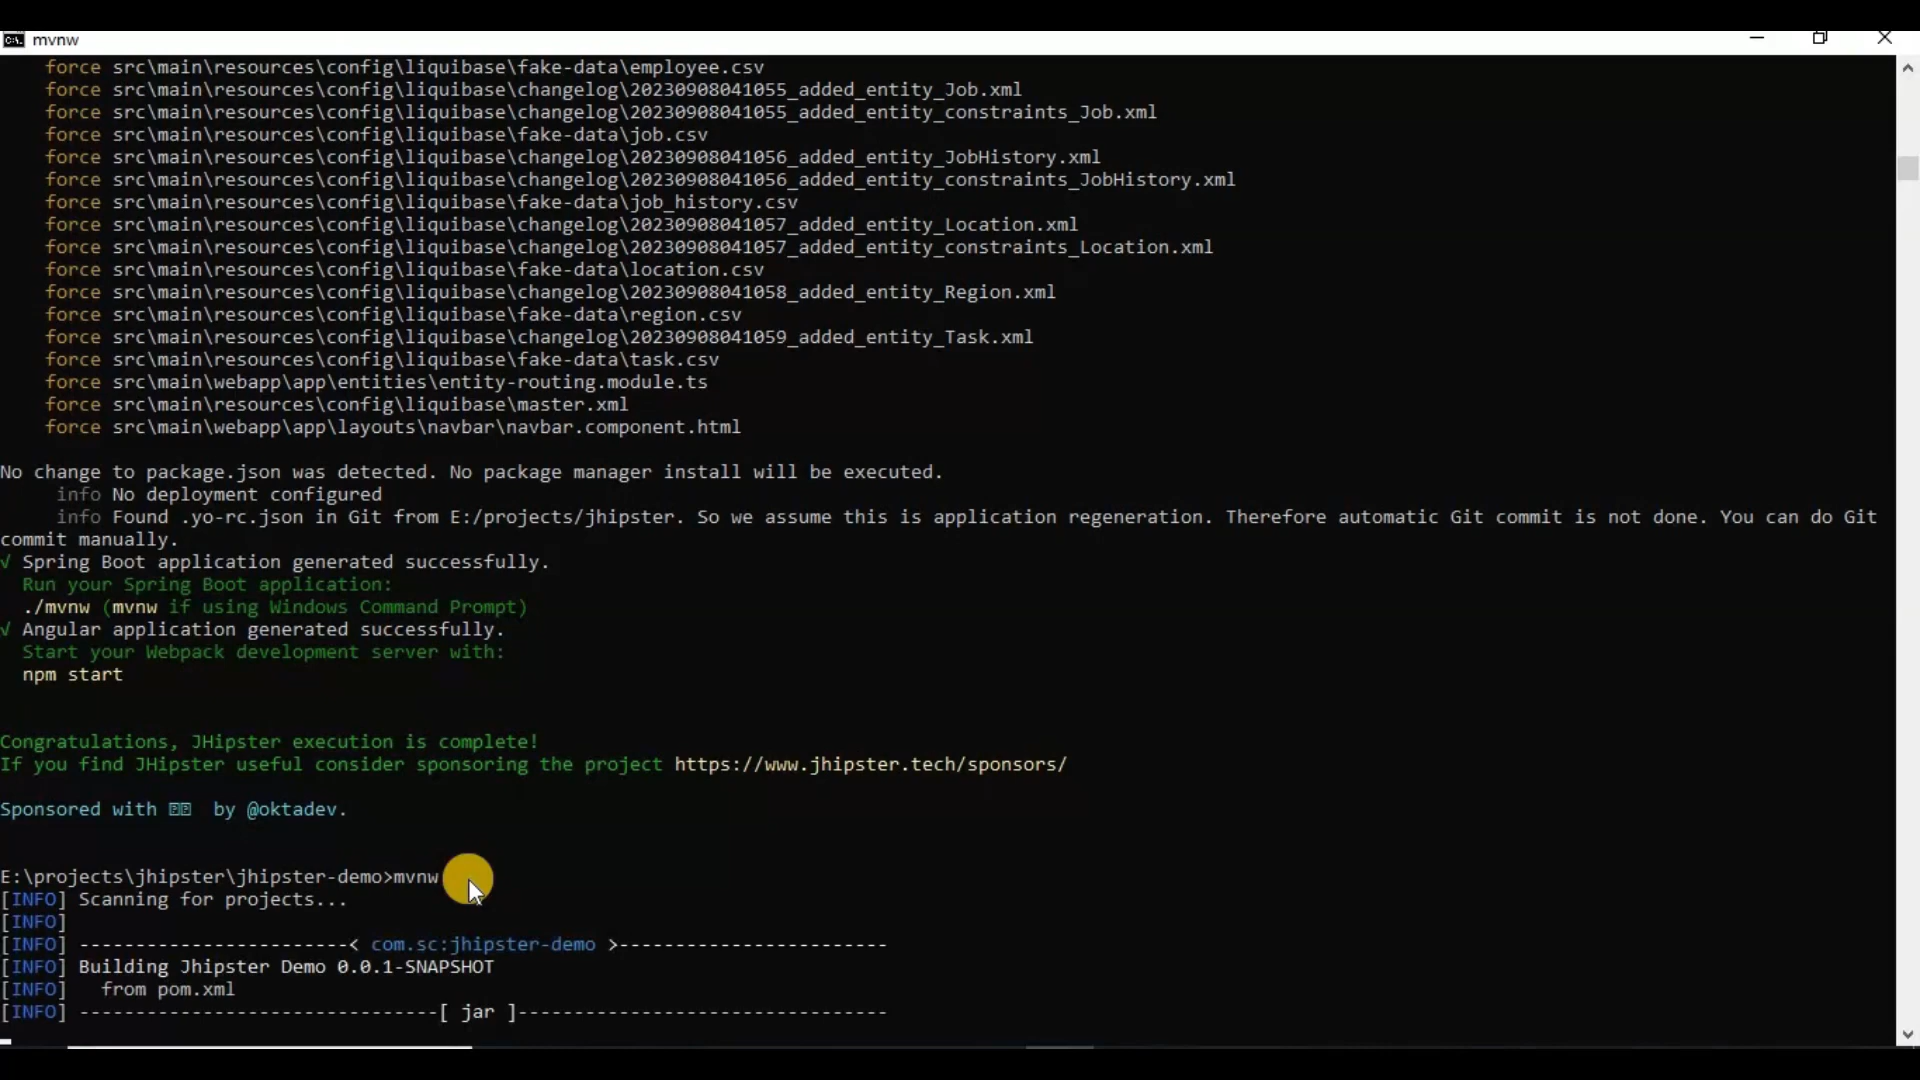 mvnw
force src\main\resources\config\liquibase\fake-data\employee.csv
force src\main\resources\config\liquibase\changelog\20230908041055_added_entity_Job.xml
force src\main\resources\config\liquibase\changelog\20230908041055_added_entity_constraints_Job.xml
force src\main\resources\config\liquibase\fake-data\job.csv
force src\main\resources\config\liquibase\changelog\20230908041056_added_entity_JobHistory.xml
force src\main\resources\config\liquibase\changelog\20230908041056_added_entity_constraints_JobHistory.xml
force src\main\resources\config\liquibase\fake-data\job_history.csv
force src\main\resources\config\liquibase\changelog\20230908041057_added_entity_Location.xml
force src\main\resources\config\liquibase\changelog\20230908041057_added_entity_constraints_Location.xml
force src\main\resources\config\liquibase\fake-data\location.csv
force src\main\resources\config\liquibase\changelog\20230908041058_added_entity_Region.xml
force src\main\resources\config\liquibase\fake-data\region.csv
force src\main\resources\config\liquibase\changelog\20230908041059_added_entity_Task.xml
force src\main\resources\config\liquibase\fake-data\task.csv
force src\main\webapp\app\entities\entity-routing.module.ts
force src\main\resources\config\liquibase\master.xml
force src\main\webapp\app\layouts\navbar\navbar.component.html
No change to package.json was detected. No package manager install will be executed.
info No deployment configured
info Found .yo-rc.json in Git from E:/projects/jhipster. So we assume this is application regeneration. Therefore automatic Git commit is not done. You can do Git
commit manually.
√ Spring Boot application generated successfully.
Run your Spring Boot application:
./mvnw (mvnw if using Windows Command Prompt)
√ Angular application generated successfully.
Start your Webpack development server with:
npm start
Congratulations, JHipster execution is complete!
If you find JHipster useful consider sponsoring the project https://www.jhipster.tech/sponsors/
Sponsored with by @oktadev.
E:\projects\jhipster\jhipster-demo>mvnw
[INFO] Scanning for projects...
[INFO]
[INFO] ------------------------< com.sc:jhipster-demo >------------------------
[INFO] Building Jhipster Demo 0.0.1-SNAPSHOT
[INFO]   from pom.xml
[INFO] --------------------------------[ jar ]---------------------------------